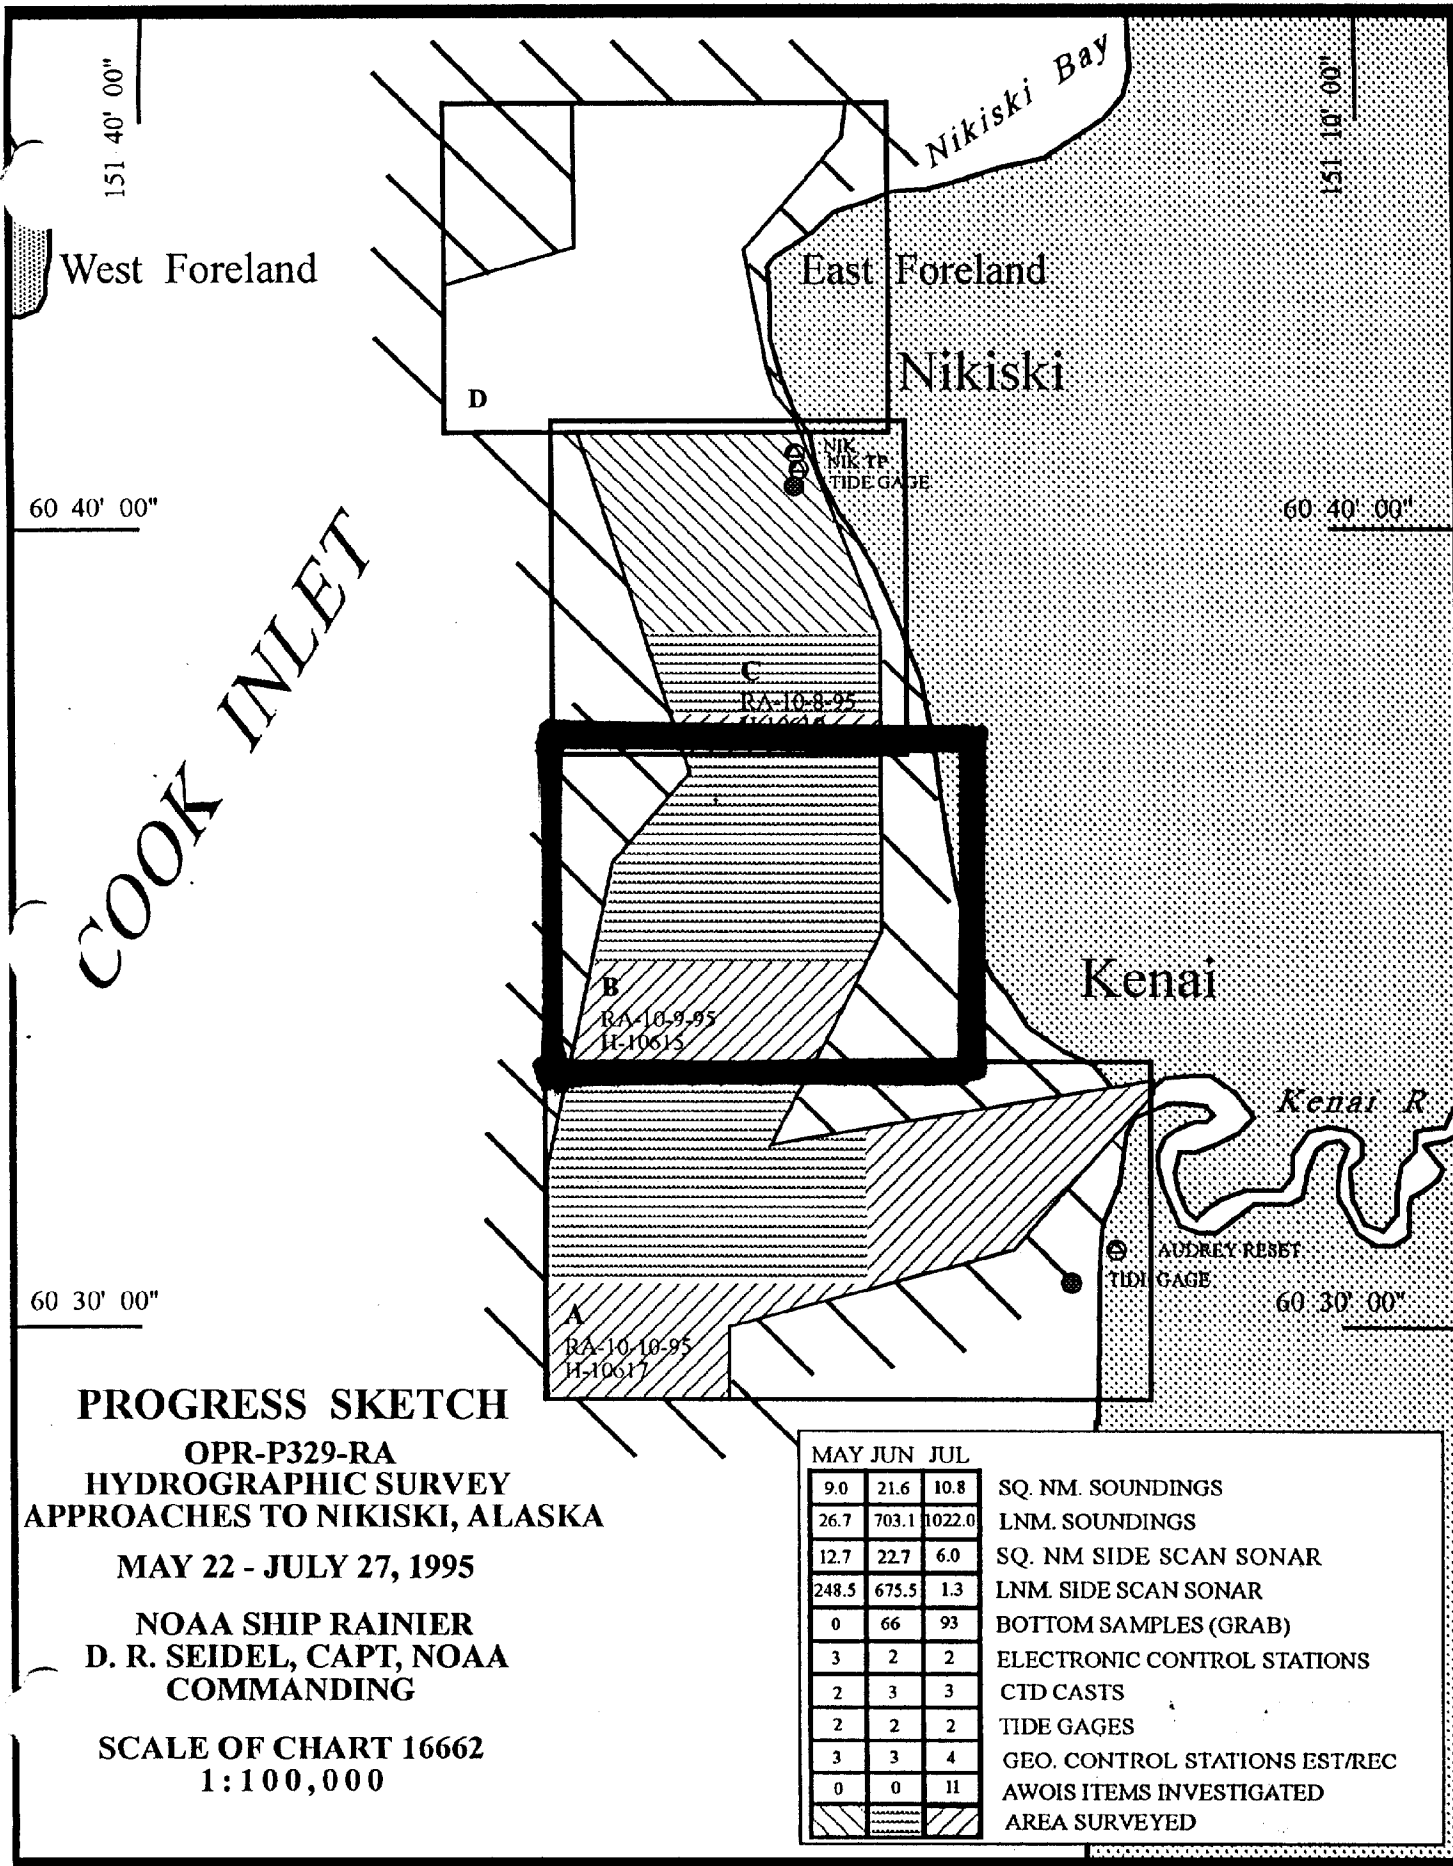 151 40' 00"
Nikiski Bay
151 10' 00"
West Foreland
East Foreland
Nikiski
D
NIK
NIK TP
TIDE GAGE
60 40' 00"
60 40' 00"
COOK INLET
C
RA-10-8-95
B
RA-10-9-95
H-10615
Kenai
Kenai R
AUDREY RESET
TIDE GAGE
60 30' 00"
60 30' 00"
A
RA-10-10-95
H-10617
PROGRESS SKETCH
OPR-P329-RA
HYDROGRAPHIC SURVEY
APPROACHES TO NIKISKI, ALASKA
MAY 22 - JULY 27, 1995
NOAA SHIP RAINIER
D. R. SEIDEL, CAPT, NOAA
COMMANDING
SCALE OF CHART 16662
1:100,000
MAY JUN JUL
9.0 21.6 10.8 SQ. NM. SOUNDINGS
26.7 703.1 1022.0 LNM. SOUNDINGS
12.7 22.7 6.0 SQ. NM SIDE SCAN SONAR
248.5 675.5 1.3 LNM. SIDE SCAN SONAR
0 66 93 BOTTOM SAMPLES (GRAB)
3 2 2 ELECTRONIC CONTROL STATIONS
2 3 3 CTD CASTS
2 2 2 TIDE GAGES
3 3 4 GEO. CONTROL STATIONS EST/REC
0 0 11 AWOIS ITEMS INVESTIGATED
AREA SURVEYED